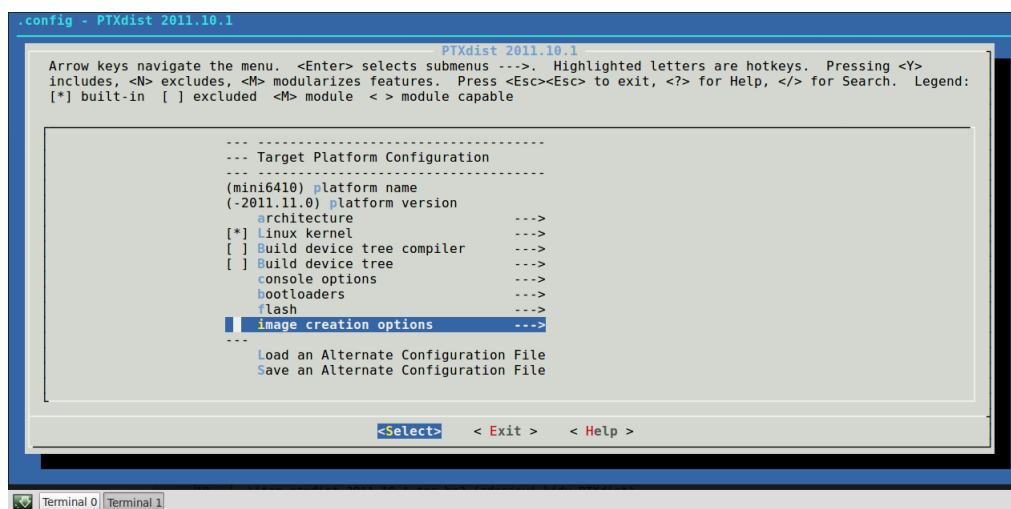 .config - PTXdist 2011.10.1
PTXdist 2011.10.1
Arrow keys navigate the menu.  <Enter> selects submenus --->.  Highlighted letters are hotkeys.  Pressing <Y>
includes, <N> excludes, <M> modularizes features.  Press <Esc><Esc> to exit, <?> for Help, </> for Search.  Legend:
[*] built-in  [ ] excluded  <M> module  < > module capable
--- ------------------------------------
--- Target Platform Configuration
--- ------------------------------------
(mini6410) platform name
(-2011.11.0) platform version
architecture --->
[*] Linux kernel --->
[ ] Build device tree compiler --->
[ ] Build device tree --->
console options --->
bootloaders --->
flash --->
image creation options --->
---
Load an Alternate Configuration File
Save an Alternate Configuration File
<Select> < Exit > < Help >
Terminal 0 Terminal 1